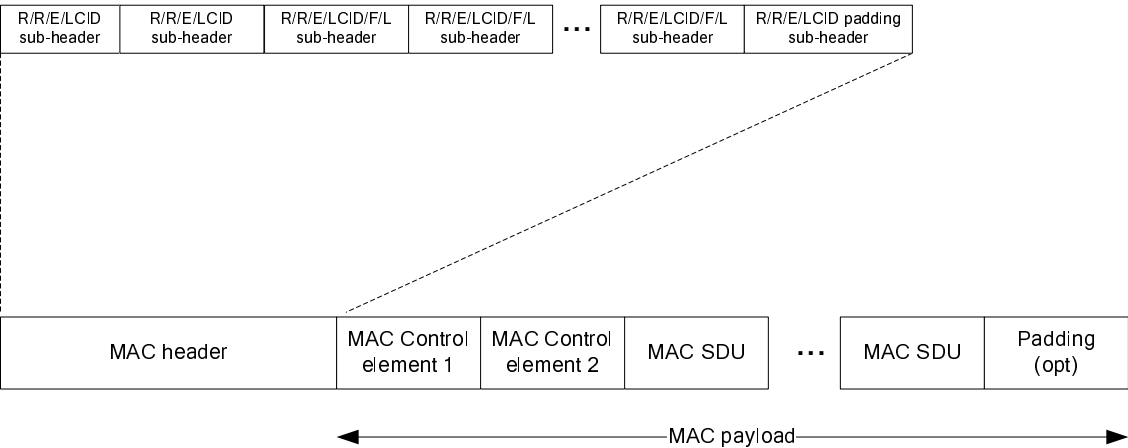 R/R/E/LCID
sub-header
R/R/E/LCID
sub-header
R/R/E/LCID/F/L
sub-header
R/R/E/LCID/F/L
sub-header
...
R/R/E/LCID/F/L
sub-header
R/R/E/LCID padding
sub-header
MAC header
MAC Control
element 1
MAC Control
element 2
MAC SDU
...
MAC SDU
Padding
(opt)
MAC payload